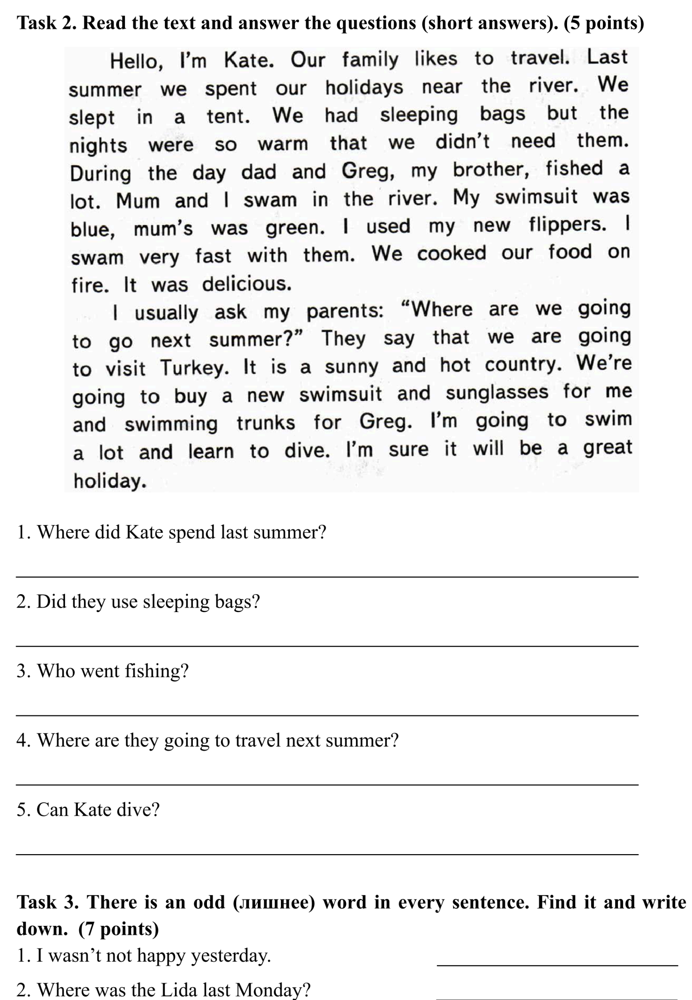 Task 2. Read the text and answer the questions (short answers). (5 points)
Hello, I'm Kate. Our family likes to travel. Last
summer we spent our holidays near the river. We
slept in a tent. We had sleeping bags but the
nights were so warm that we didn't need them.
During the day dad and Greg, my brother, fished a
lot. Mum and I swam in the river. My swimsuit was
blue, mum's was green. I used my new flippers. I
swam very fast with them. We cooked our food on
fire. It was delicious.
I usually ask my parents: “Where are we going
to go next summer?” They say that we are going
to visit Turkey. It is a sunny and hot country. We're
going to buy a new swimsuit and sunglasses for me
and swimming trunks for Greg. I'm going to swim
a lot and learn to dive. I'm sure it will be a great
holiday.
1. Where did Kate spend last summer?
2. Did they use sleeping bags?
3. Who went fishing?
4. Where are they going to travel next summer?
5. Can Kate dive?
Task 3. There is an odd (лишнее) word in every sentence. Find it and write
down. (7 points)
1. I wasn’t not happy yesterday.
2. Where was the Lida last Monday?